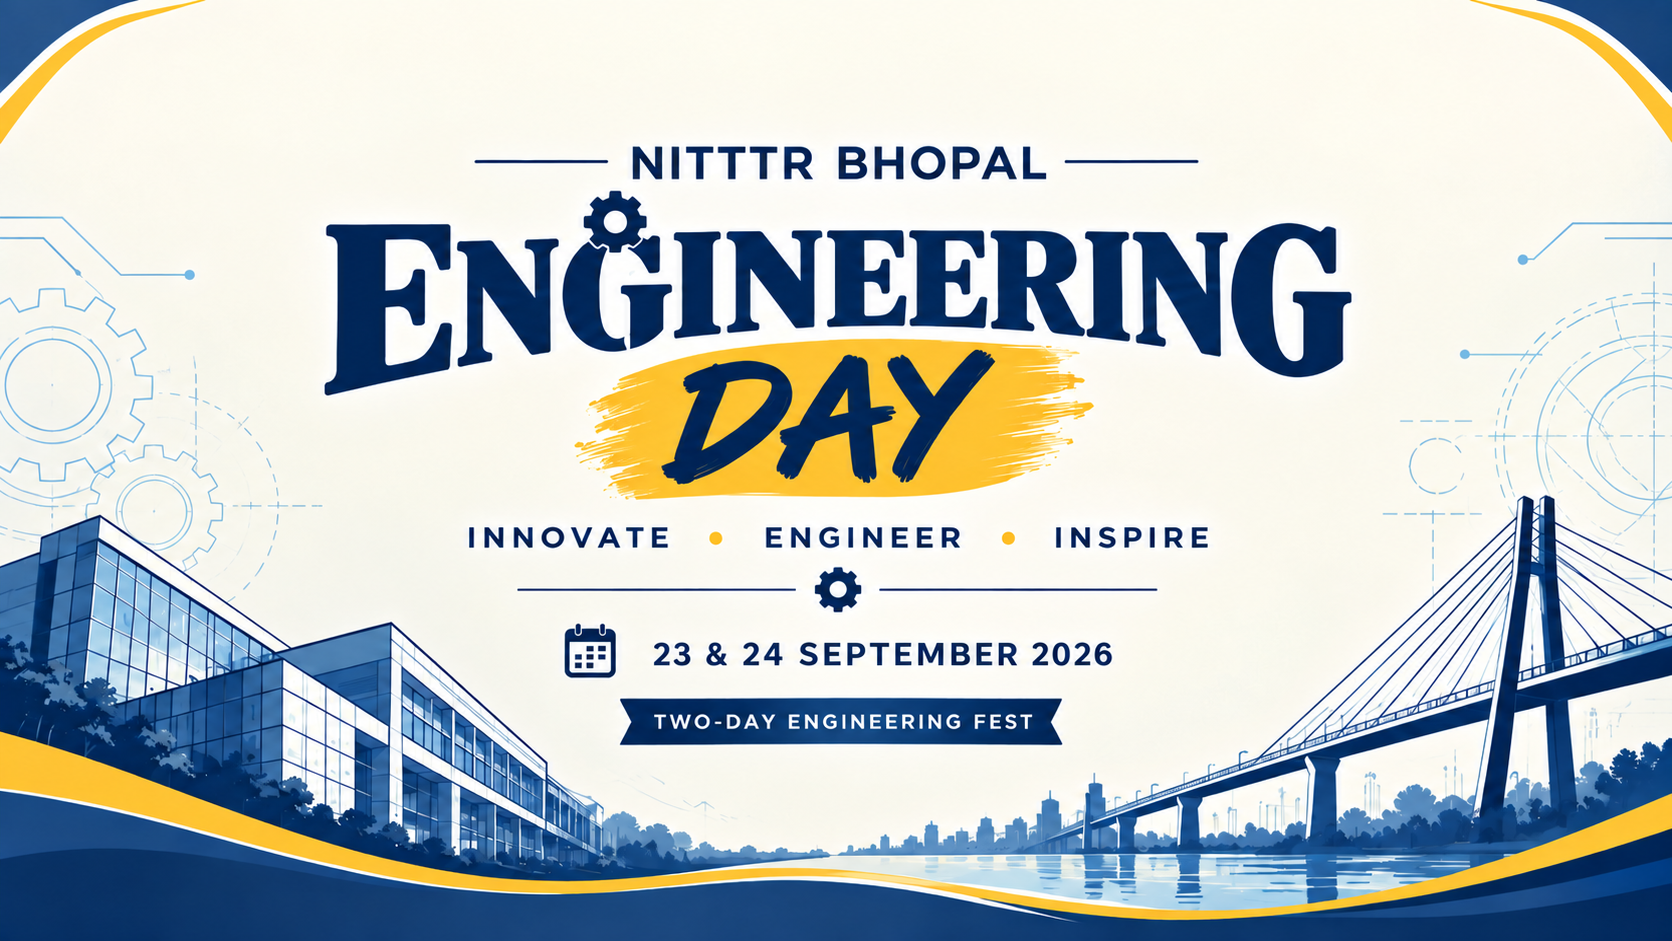 NITTTR BHOPAL
ENGINEERING
DAY
INNOVATE • ENGINEER • INSPIRE
23 & 24 SEPTEMBER 2026
TWO-DAY ENGINEERING FEST